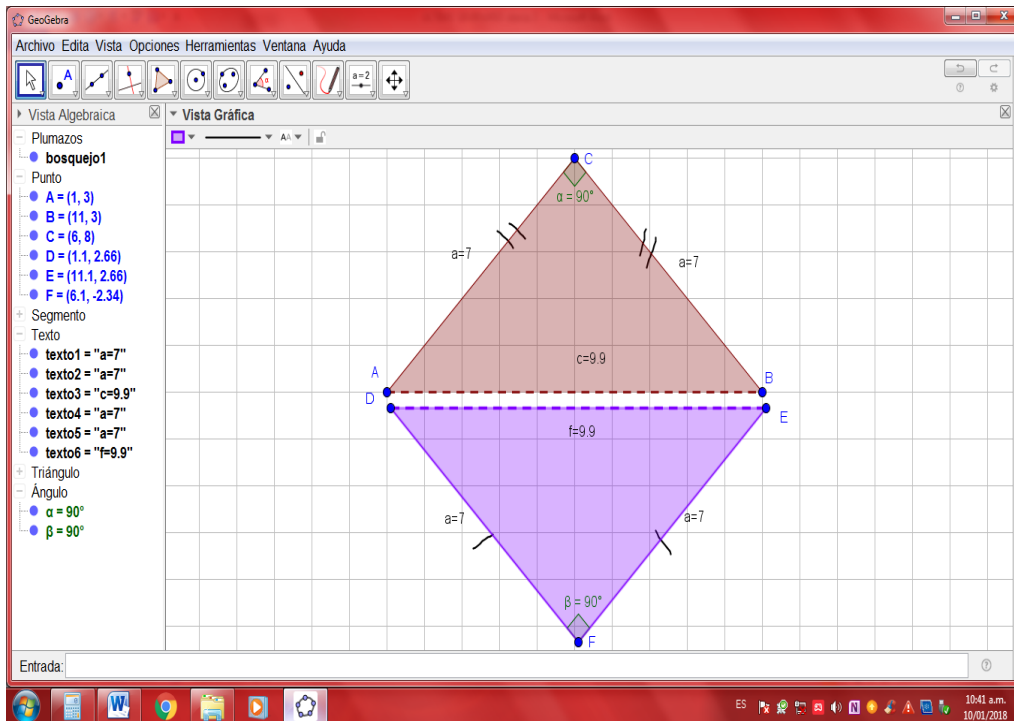 GeoGebra
Archivo Edita Vista Opciones Herramientas Ventana Ayuda
A
α
a=2
Vista Algebraica
Vista Gráfica
AA
Plumazos
bosquejo1
Punto
A = (1, 3)
B = (11, 3)
C = (6, 8)
D = (1.1, 2.66)
E = (11.1, 2.66)
F = (6.1, -2.34)
Segmento
Texto
texto1 = "a=7"
texto2 = "a=7"
texto3 = "c=9.9"
texto4 = "a=7"
texto5 = "a=7"
texto6 = "f=9.9"
Triángulo
Ángulo
α = 90°
β = 90°
C
α = 90°
a=7
a=7
c=9.9
A
B
D
E
f=9.9
a=7
a=7
β = 90°
F
Entrada:
W
ES
N
10:41 a.m.
10/01/2018